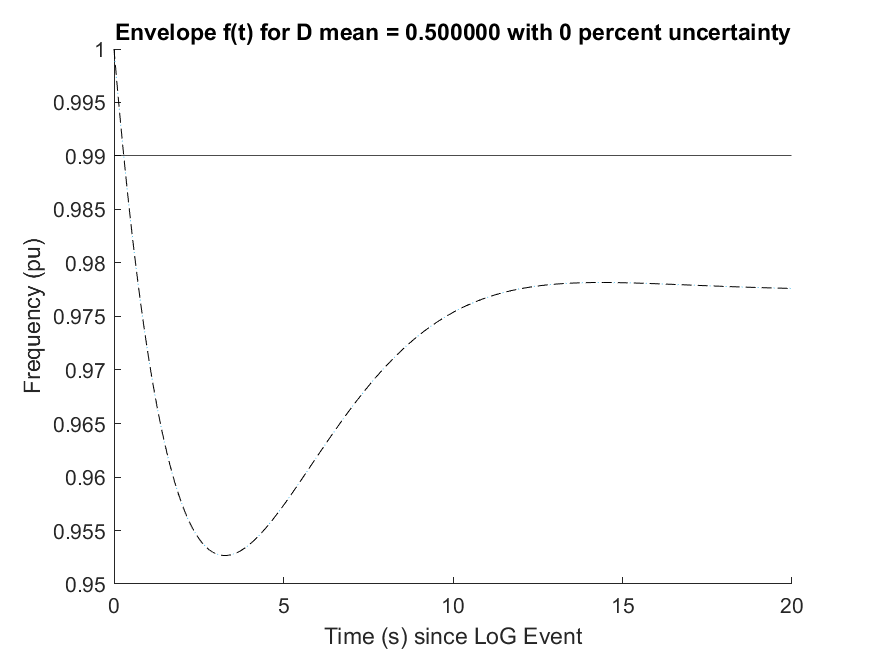 Envelope f(t) for D mean = 0.500000 with 0 percent uncertainty
1
0.995
0.99
0.985
0.98
0.975
0.97
0.965
0.96
0.955
0.95
Frequency (pu)
0 5 10 15 20
Time (s) since LoG Event